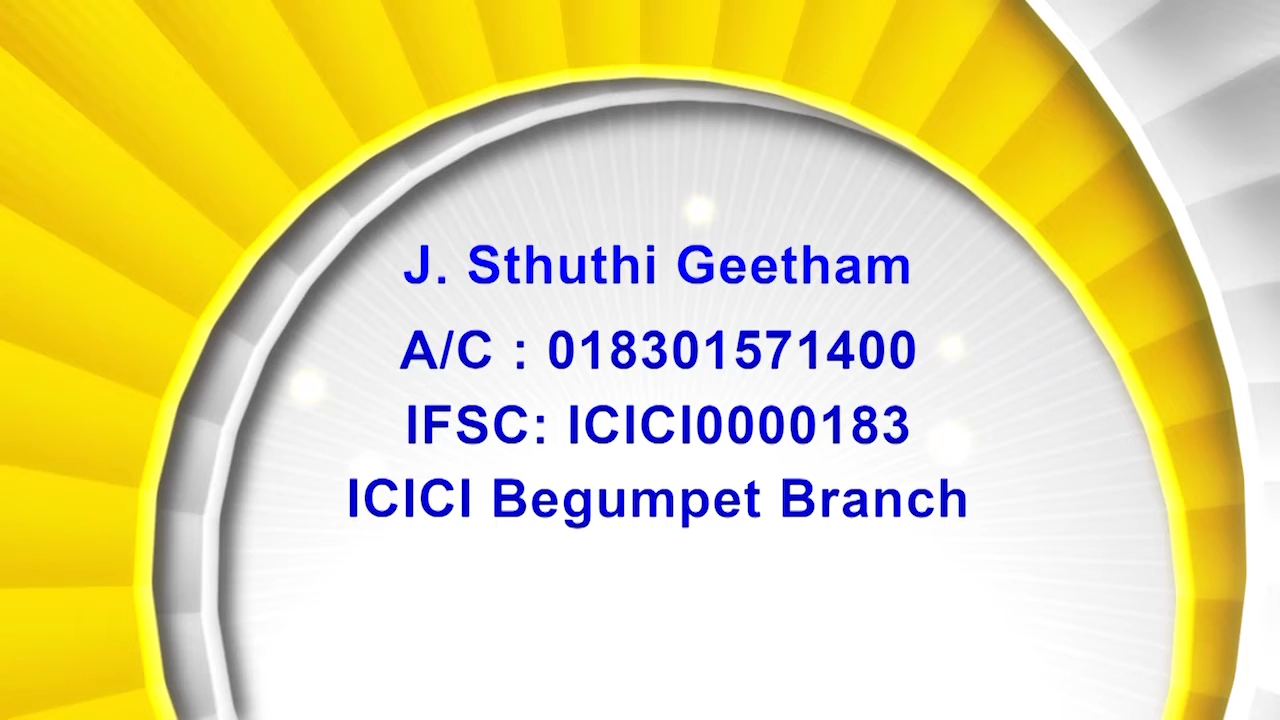 J. Sthuthi Geetham
A/C : 018301571400
IFSC: ICICI0000183
ICICI Begumpet Branch